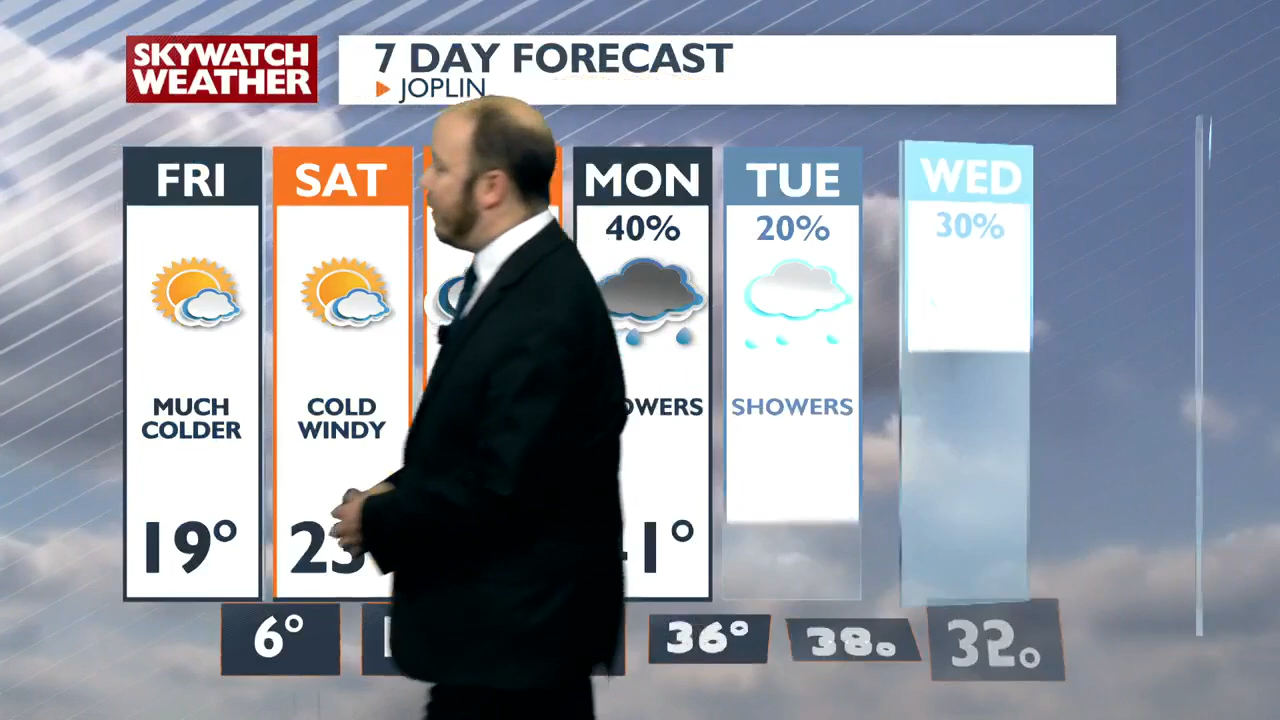 SKYWATCH
WEATHER
7 DAY FORECAST
JOPLIN
FRI
SAT
MON
TUE
WED
40%
20%
30%
MUCH
COLDER
COLD
WINDY
SHOWERS
19°
6°
36°
38°
32°